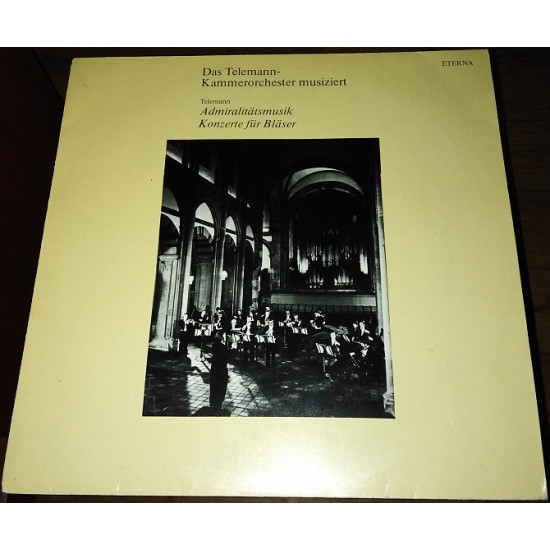 Das Telemann-
Kammerorchester musiziert
ETERNA
Telemann
Admiralitätsmusik
Konzerte für Bläser